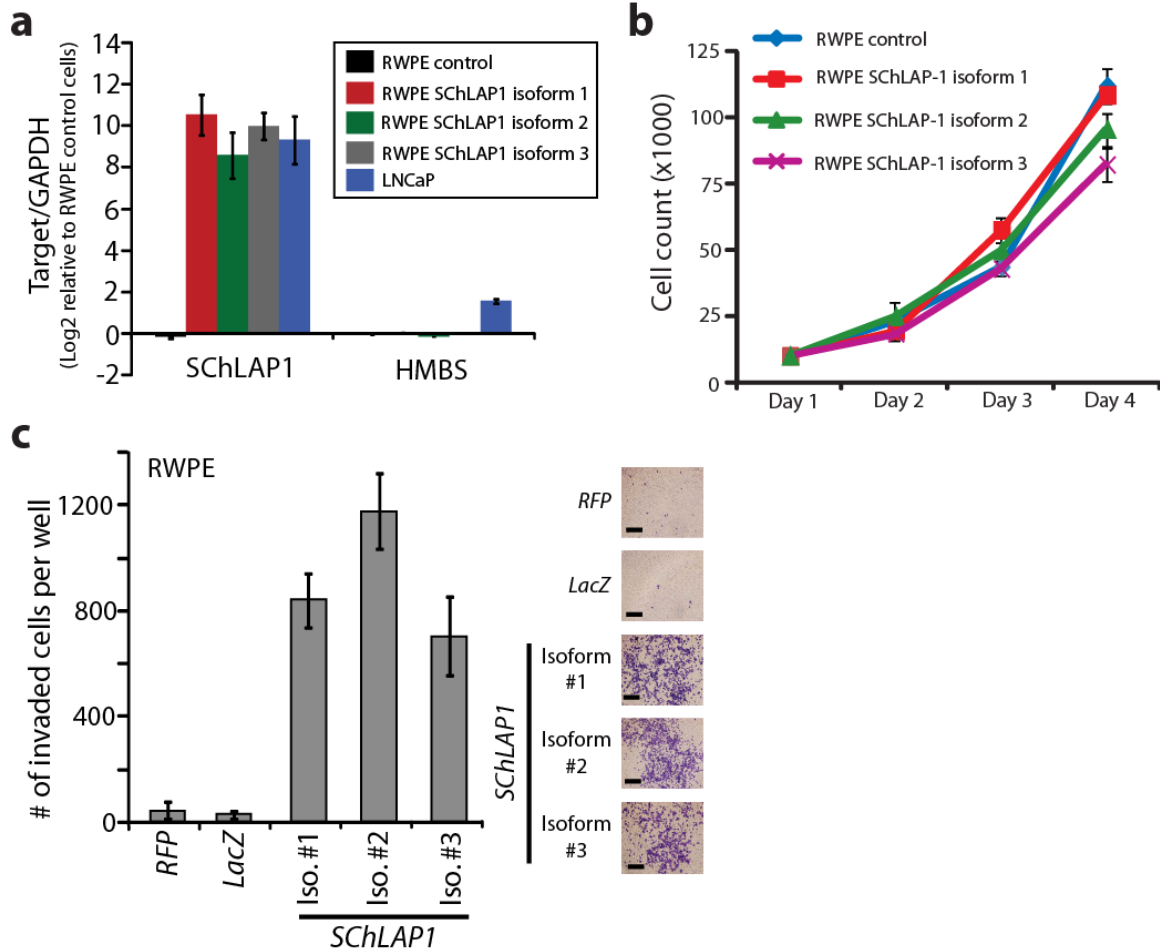 a
14
12
10
8
6
4
2
0
-2
Target/GAPDH
(Log2 relative to RWPE control cells)
RWPE control
RWPE SChLAP1 isoform 1
RWPE SChLAP1 isoform 2
RWPE SChLAP1 isoform 3
LNCaP
SChLAP1
HMBS
b
RWPE control
RWPE SChLAP-1 isoform 1
RWPE SChLAP-1 isoform 2
RWPE SChLAP-1 isoform 3
125
100
75
50
25
0
Cell count (x1000)
Day 1
Day 2
Day 3
Day 4
c
RWPE
1200
800
400
0
# of invaded cells per well
RFP
LacZ
Iso. #1
Iso. #2
Iso. #3
SChLAP1
RFP
LacZ
Isoform
#1
Isoform
#2
Isoform
#3
SChLAP1